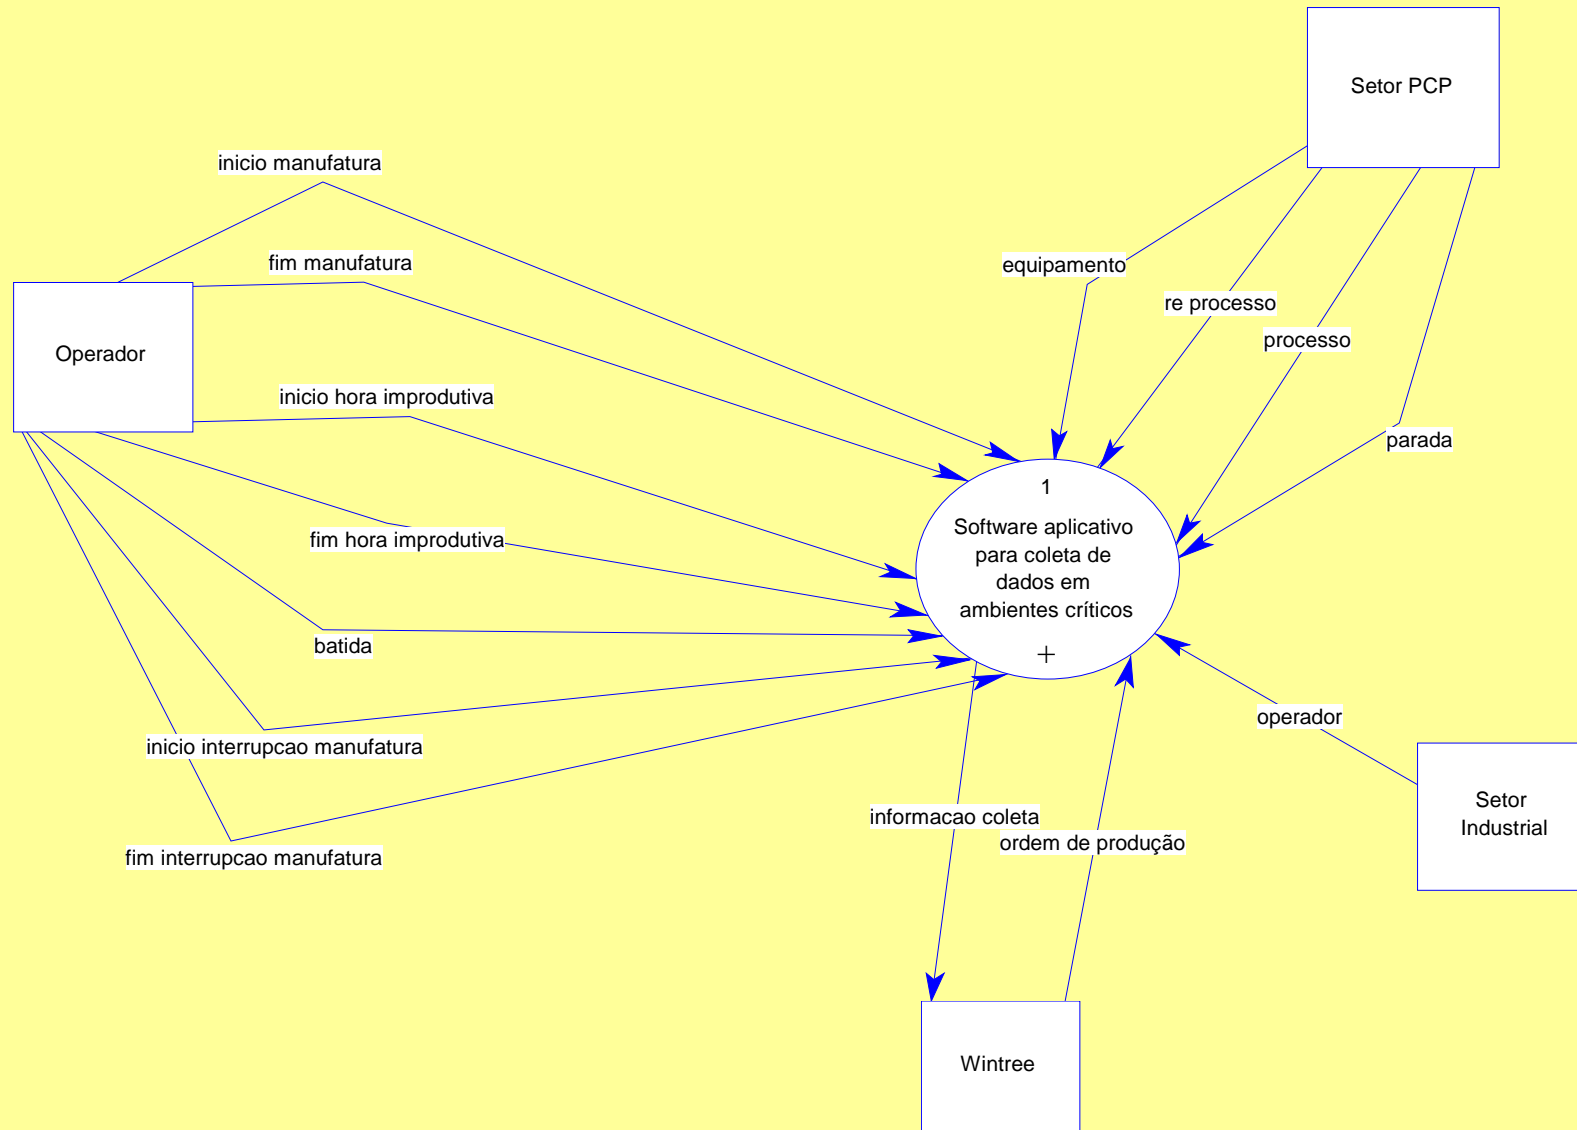 Setor PCP
inicio manufatura
fim manufatura
equipamento
re processo
processo
Operador
inicio hora improdutiva
parada
1
Software aplicativo
para coleta de
dados em
ambientes críticos
+
fim hora improdutiva
batida
operador
inicio interrupcao manufatura
Setor
Industrial
informacao coleta
ordem de produção
fim interrupcao manufatura
Wintree